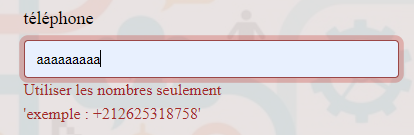 téléphone
aaaaaaaaa
Utiliser les nombres seulement
'exemple : +212625318758'